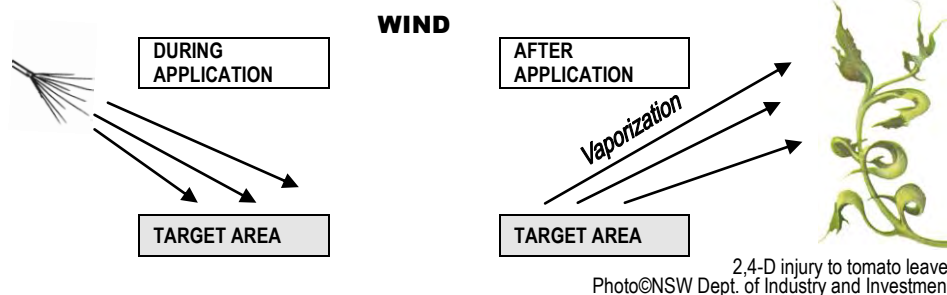 WIND
DURING
APPLICATION
TARGET AREA
AFTER
APPLICATION
Vaporization
TARGET AREA
2,4-D injury to tomato leave
Photo©NSW Dept. of Industry and Investmen